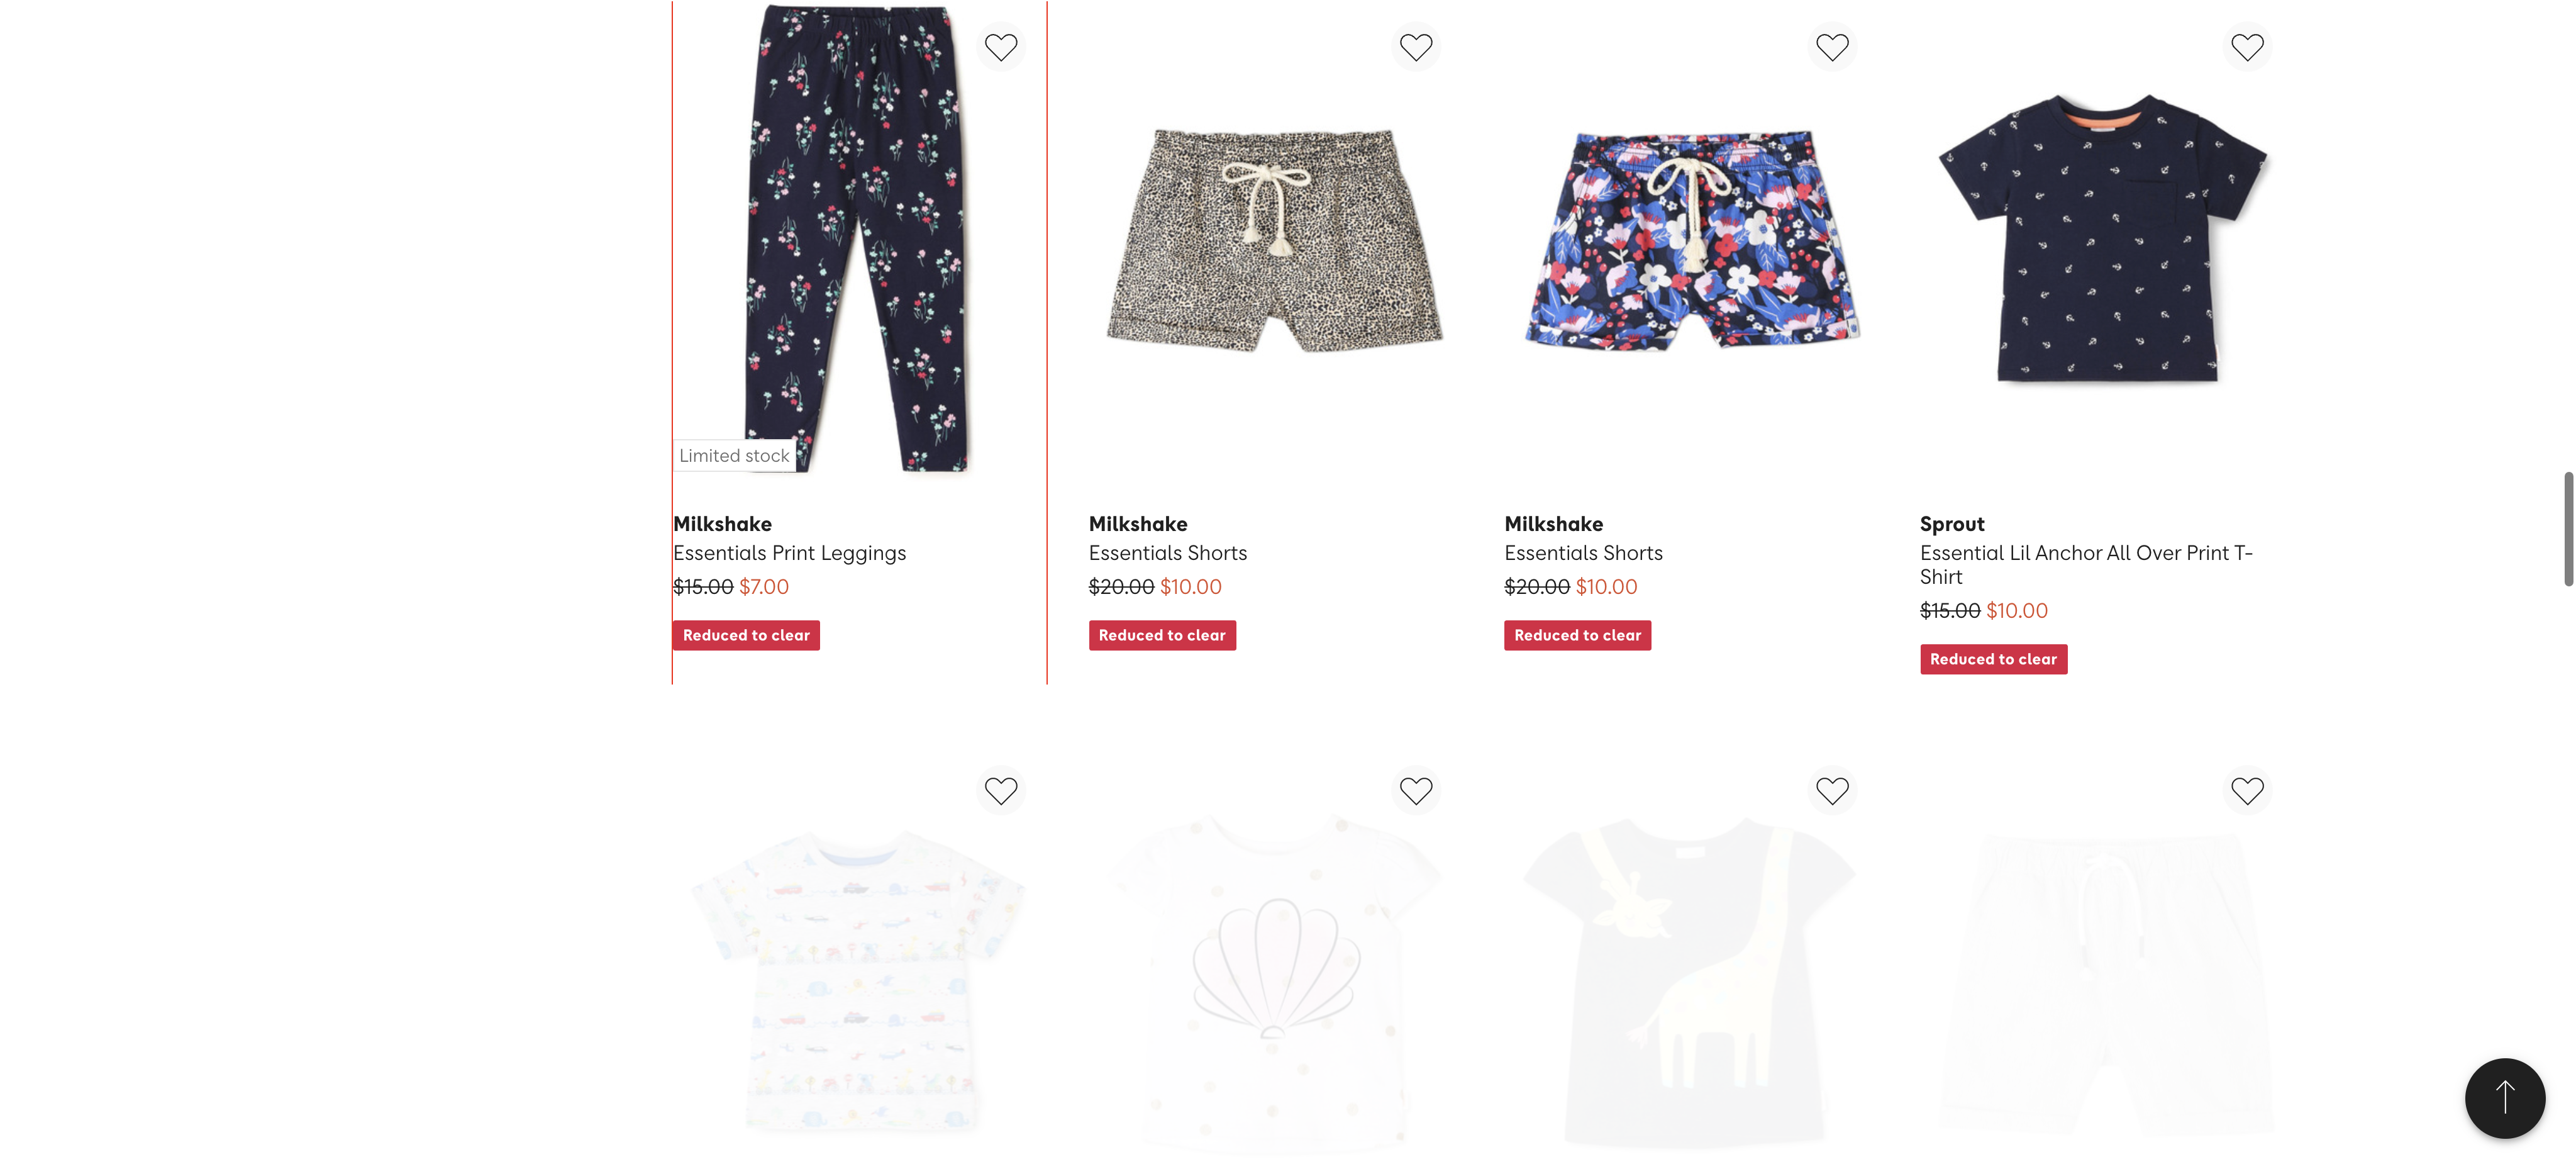 Limited stock
Milkshake
Essentials Print Leggings
$15.00 $7.00
Reduced to clear
Milkshake
Essentials Shorts
$20.00 $10.00
Reduced to clear
Milkshake
Essentials Shorts
$20.00 $10.00
Reduced to clear
Sprout
Essential Lil Anchor All Over Print T-
Shirt
$15.00 $10.00
Reduced to clear